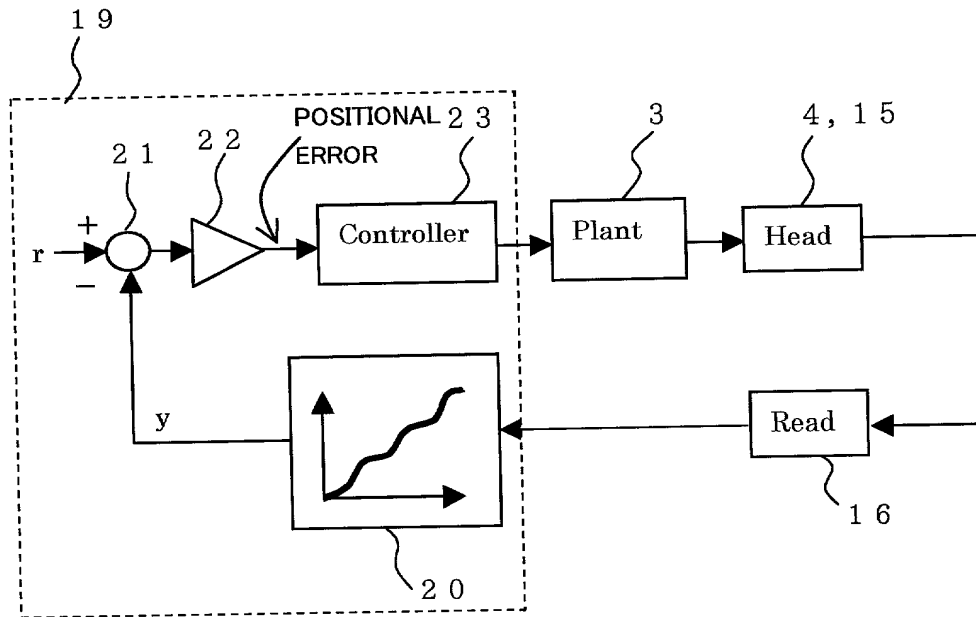 19
POSITIONAL
ERROR
21
22
23
3
4, 15
+
r
−
Controller
Plant
Head
y
Read
16
20